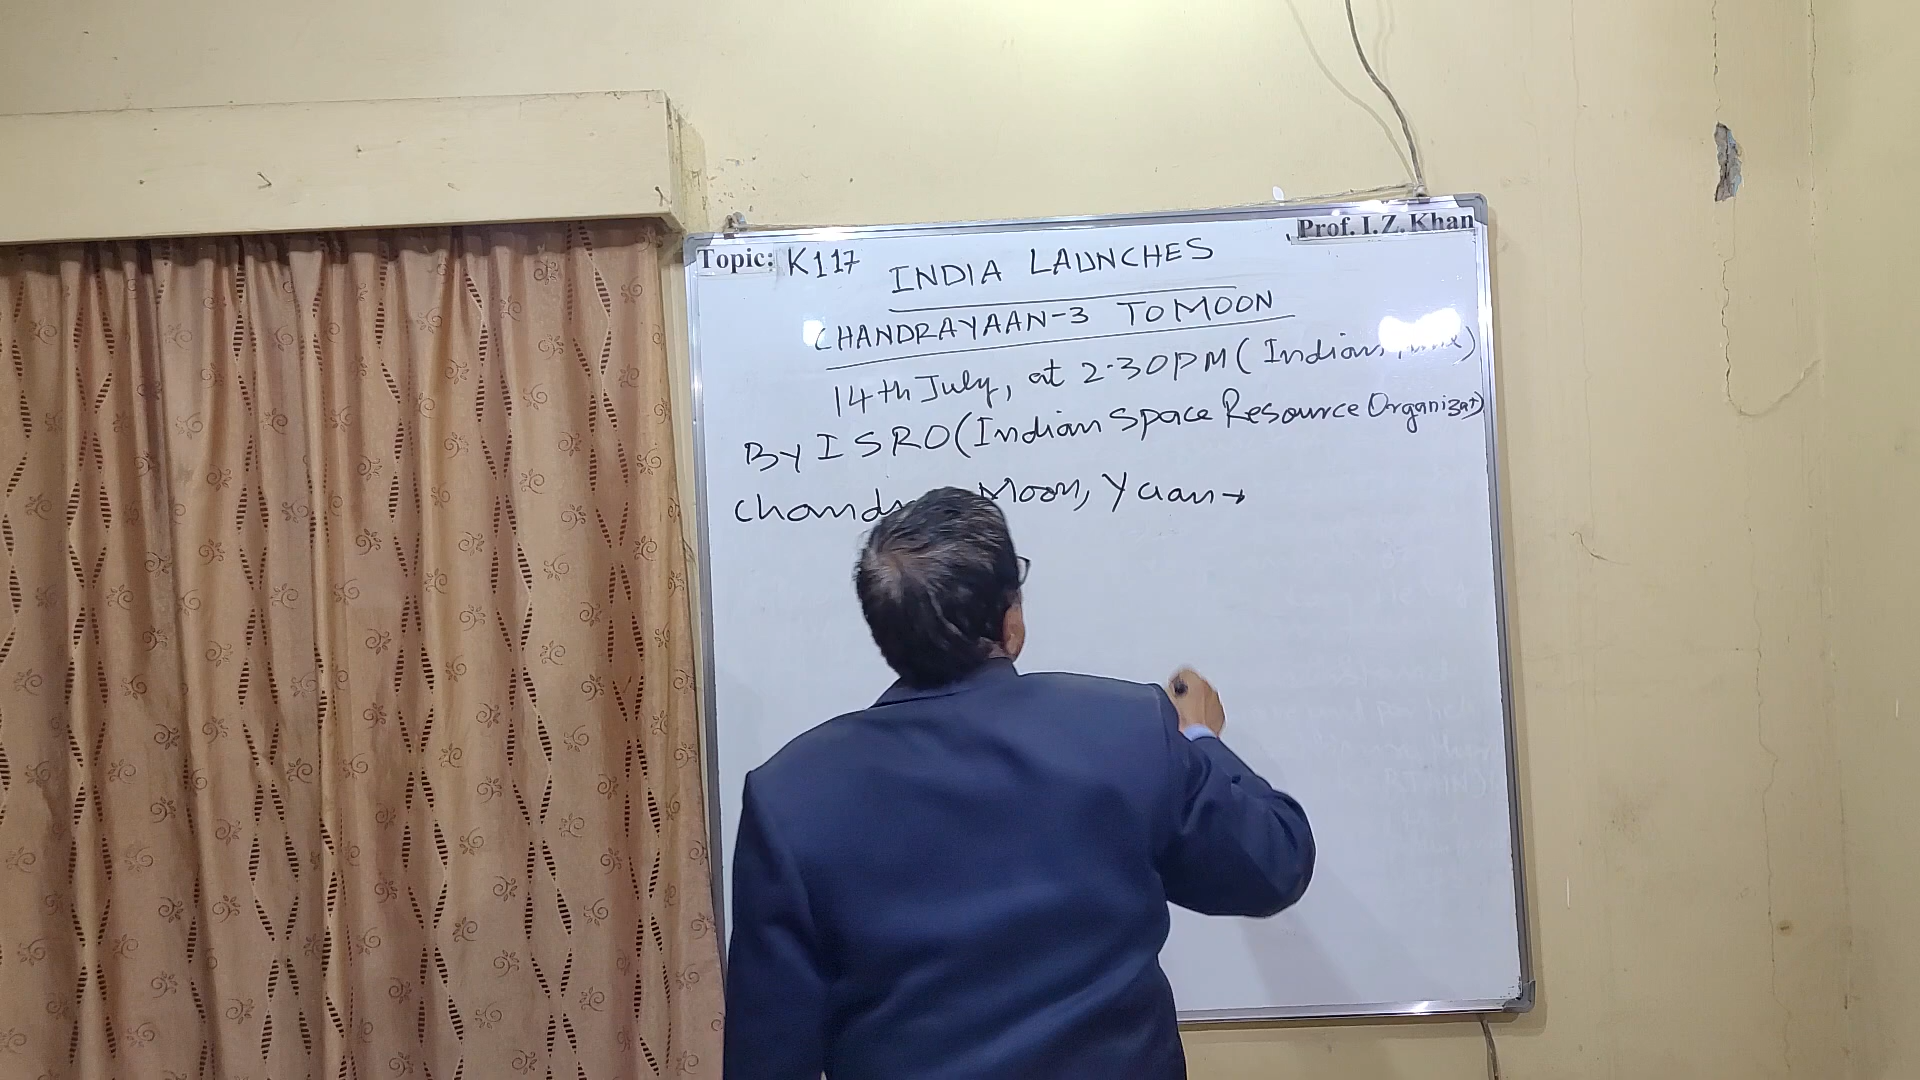 Prof. I.Z. Khan
Topic: K117 INDIA LAUNCHES
CHANDRAYAAN-3 TO MOON
14th July, at 2.30PM (Indian
By ISRO (Indian Space Resource Organizat)
Moon, Yaan→